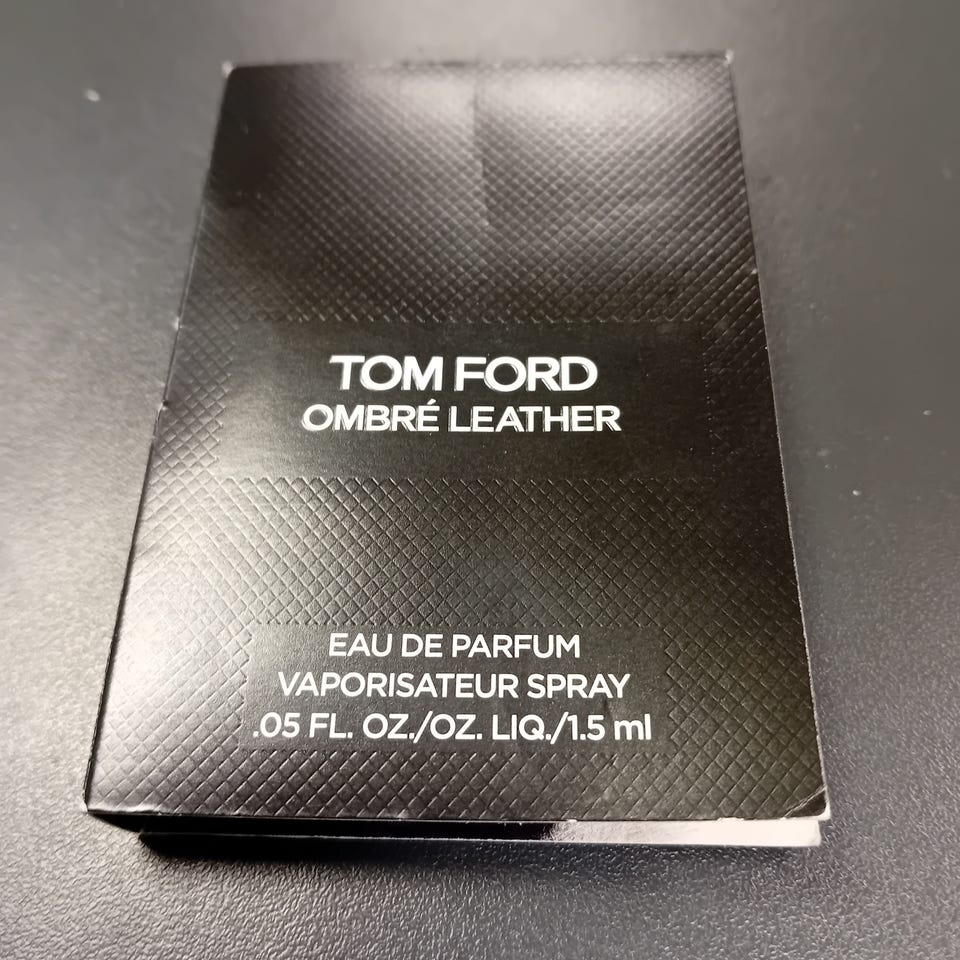 TOM FORD
OMBRÉ LEATHER
EAU DE PARFUM
VAPORISATEUR SPRAY
.05 FL. OZ./OZ. LIQ./1.5 ml